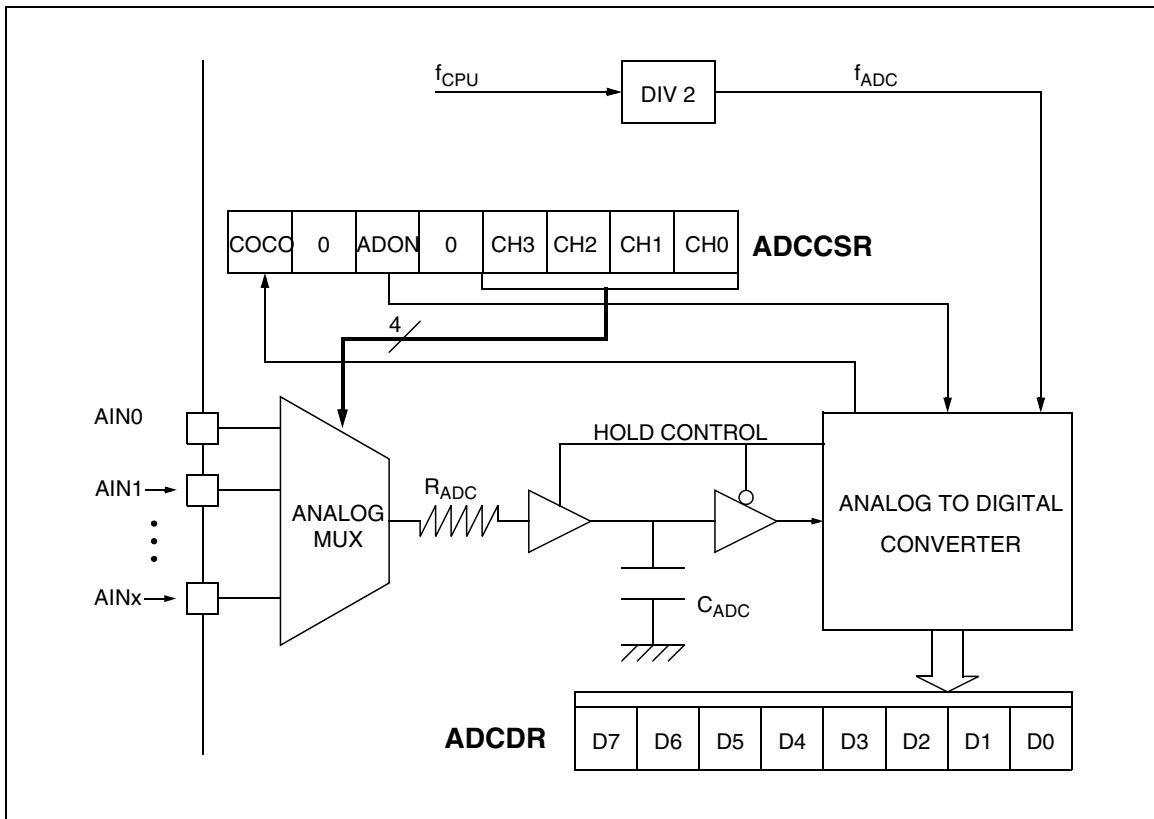 fCPU
DIV 2
fADC
COCO 0 ADON 0 CH3 CH2 CH1 CH0 ADCCSR
4
AIN0
HOLD CONTROL
AIN1
RADC
ANALOG MUX
ANALOG TO DIGITAL
CONVERTER
AINx
CADC
ADCDR D7 D6 D5 D4 D3 D2 D1 D0